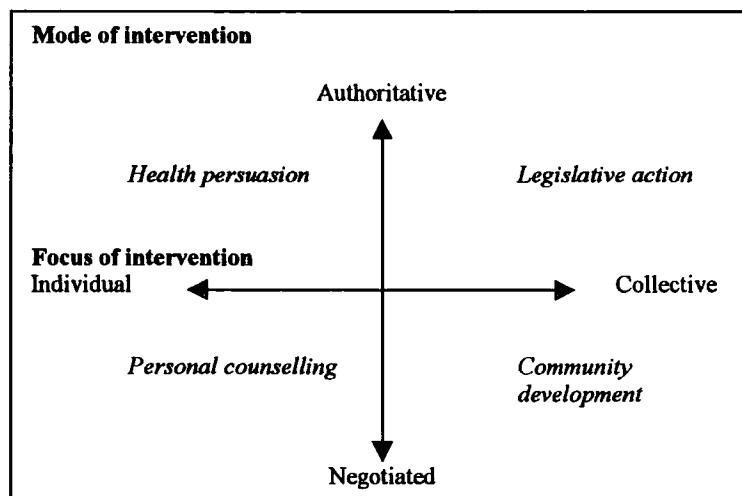 Mode of intervention
Authoritative
Health persuasion
Legislative action
Focus of intervention
Individual
Collective
Personal counselling
Community
development
Negotiated